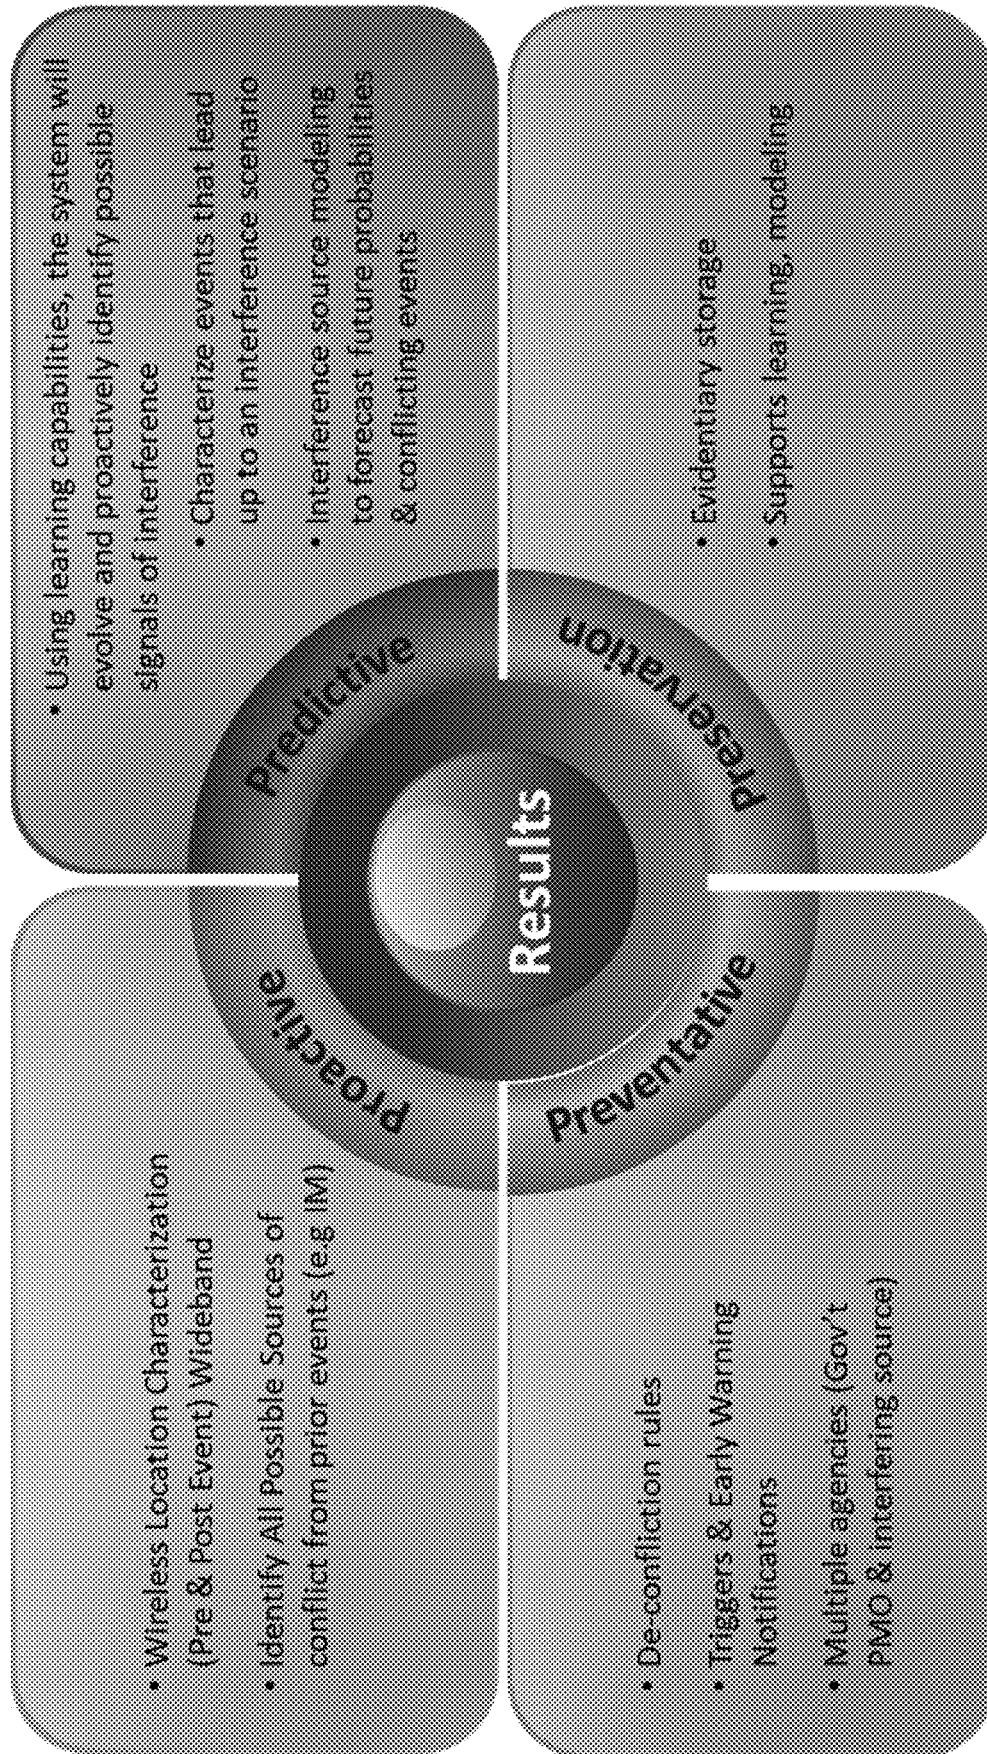 • Wireless Location Characterization
(Pre & Post Event) Wideband
• Identify All Possible Sources of
conflict from prior events (e.g IM)
Proactive
• Using learning capabilities, the system will
evolve and proactively identify possible
signals of interference
• Characterize events that lead
up to an interference scenario
• Interference source modeling
to forecast future probabilities
& conflicting events
Predictive
Results
• De-confliction rules
• Triggers & Early Warning
Notifications
• Multiple agencies (Gov't
PMO & interfering source)
Preventative
• Evidentiary storage
• Supports learning, modeling
Preservation